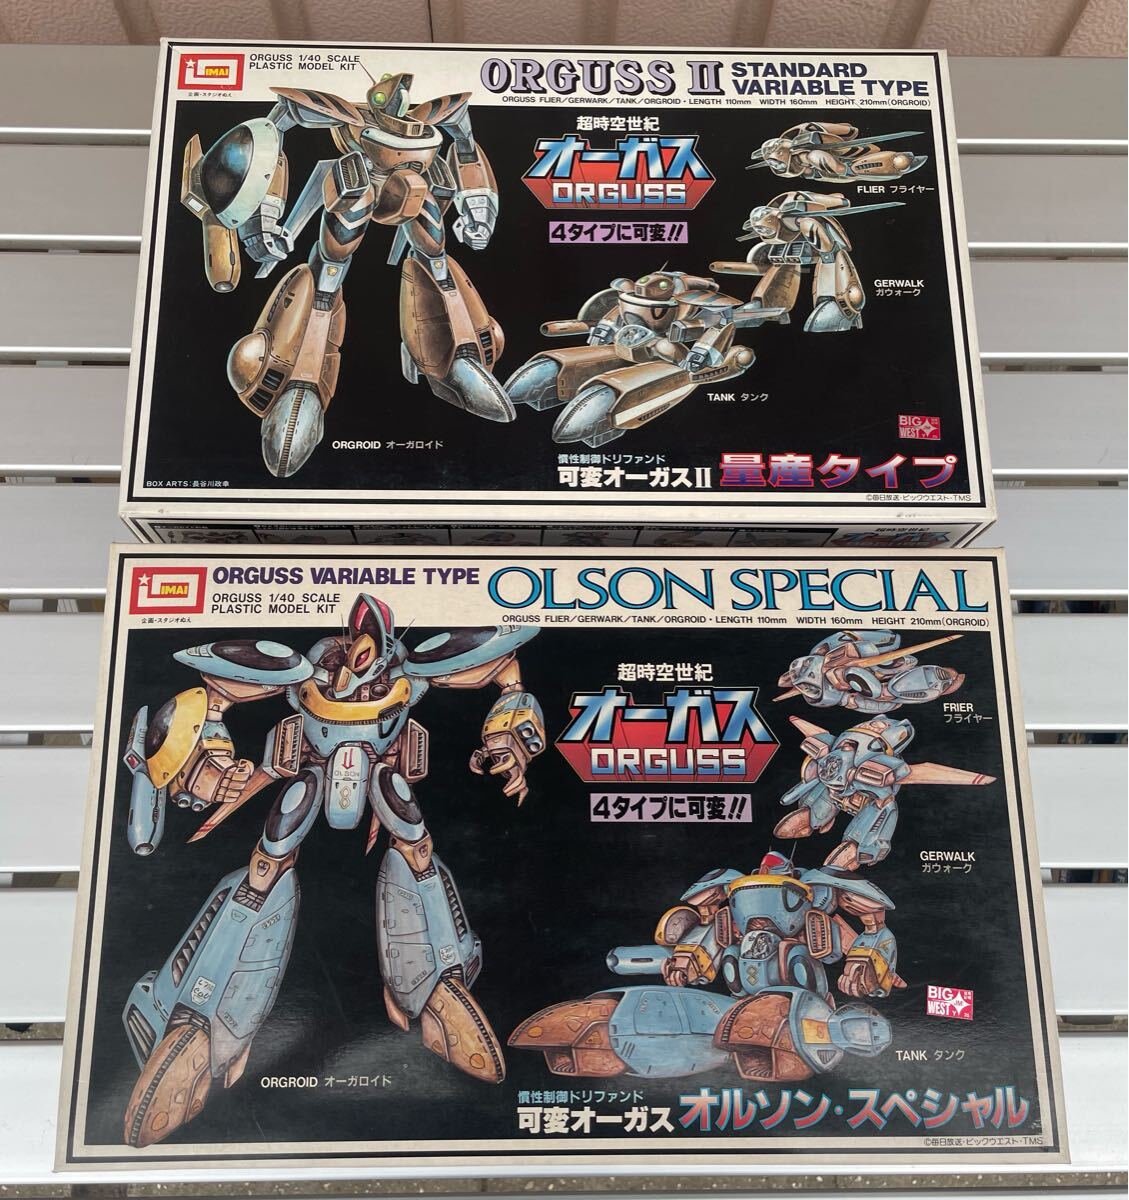 IMAI
企画・スタジオぬえ
ORGUSS 1/40 SCALE
PLASTIC MODEL KIT
ORGUSS II STANDARD
VARIABLE TYPE
ORGUSS FLIER/GERWARK/TANK/ORGROID・LENGTH 110mm WIDTH 160mm HEIGHT 210mm(ORGROID)
超時空世紀
オーガス
ORGUSS
4タイプに可変!!
FLIER フライヤー
GERWALK
ガウォーク
TANK タンク
ORGROID オーガロイド
BIG
WEST
慣性制御ドリファンド
可変オーガスII 量産タイプ
BOX ARTS:長谷川政幸
©毎日放送・ビックウエスト・TMS
超時空世紀
IMAI
企画・スタジオぬえ
ORGUSS VARIABLE TYPE
ORGUSS 1/40 SCALE
PLASTIC MODEL KIT
OLSON SPECIAL
ORGUSS FLIER/GERWARK/TANK/ORGROID・LENGTH 110mm WIDTH 160mm HEIGHT 210mm(ORGROID)
超時空世紀
オーガス
ORGUSS
4タイプに可変!!
FRIER
フライヤー
OLSON
GERWALK
ガウォーク
BIG
WEST
TANK タンク
ORGROID オーガロイド
慣性制御ドリファンド
可変オーガス オルソン・スペシャル
©毎日放送・ビックウエスト・TMS